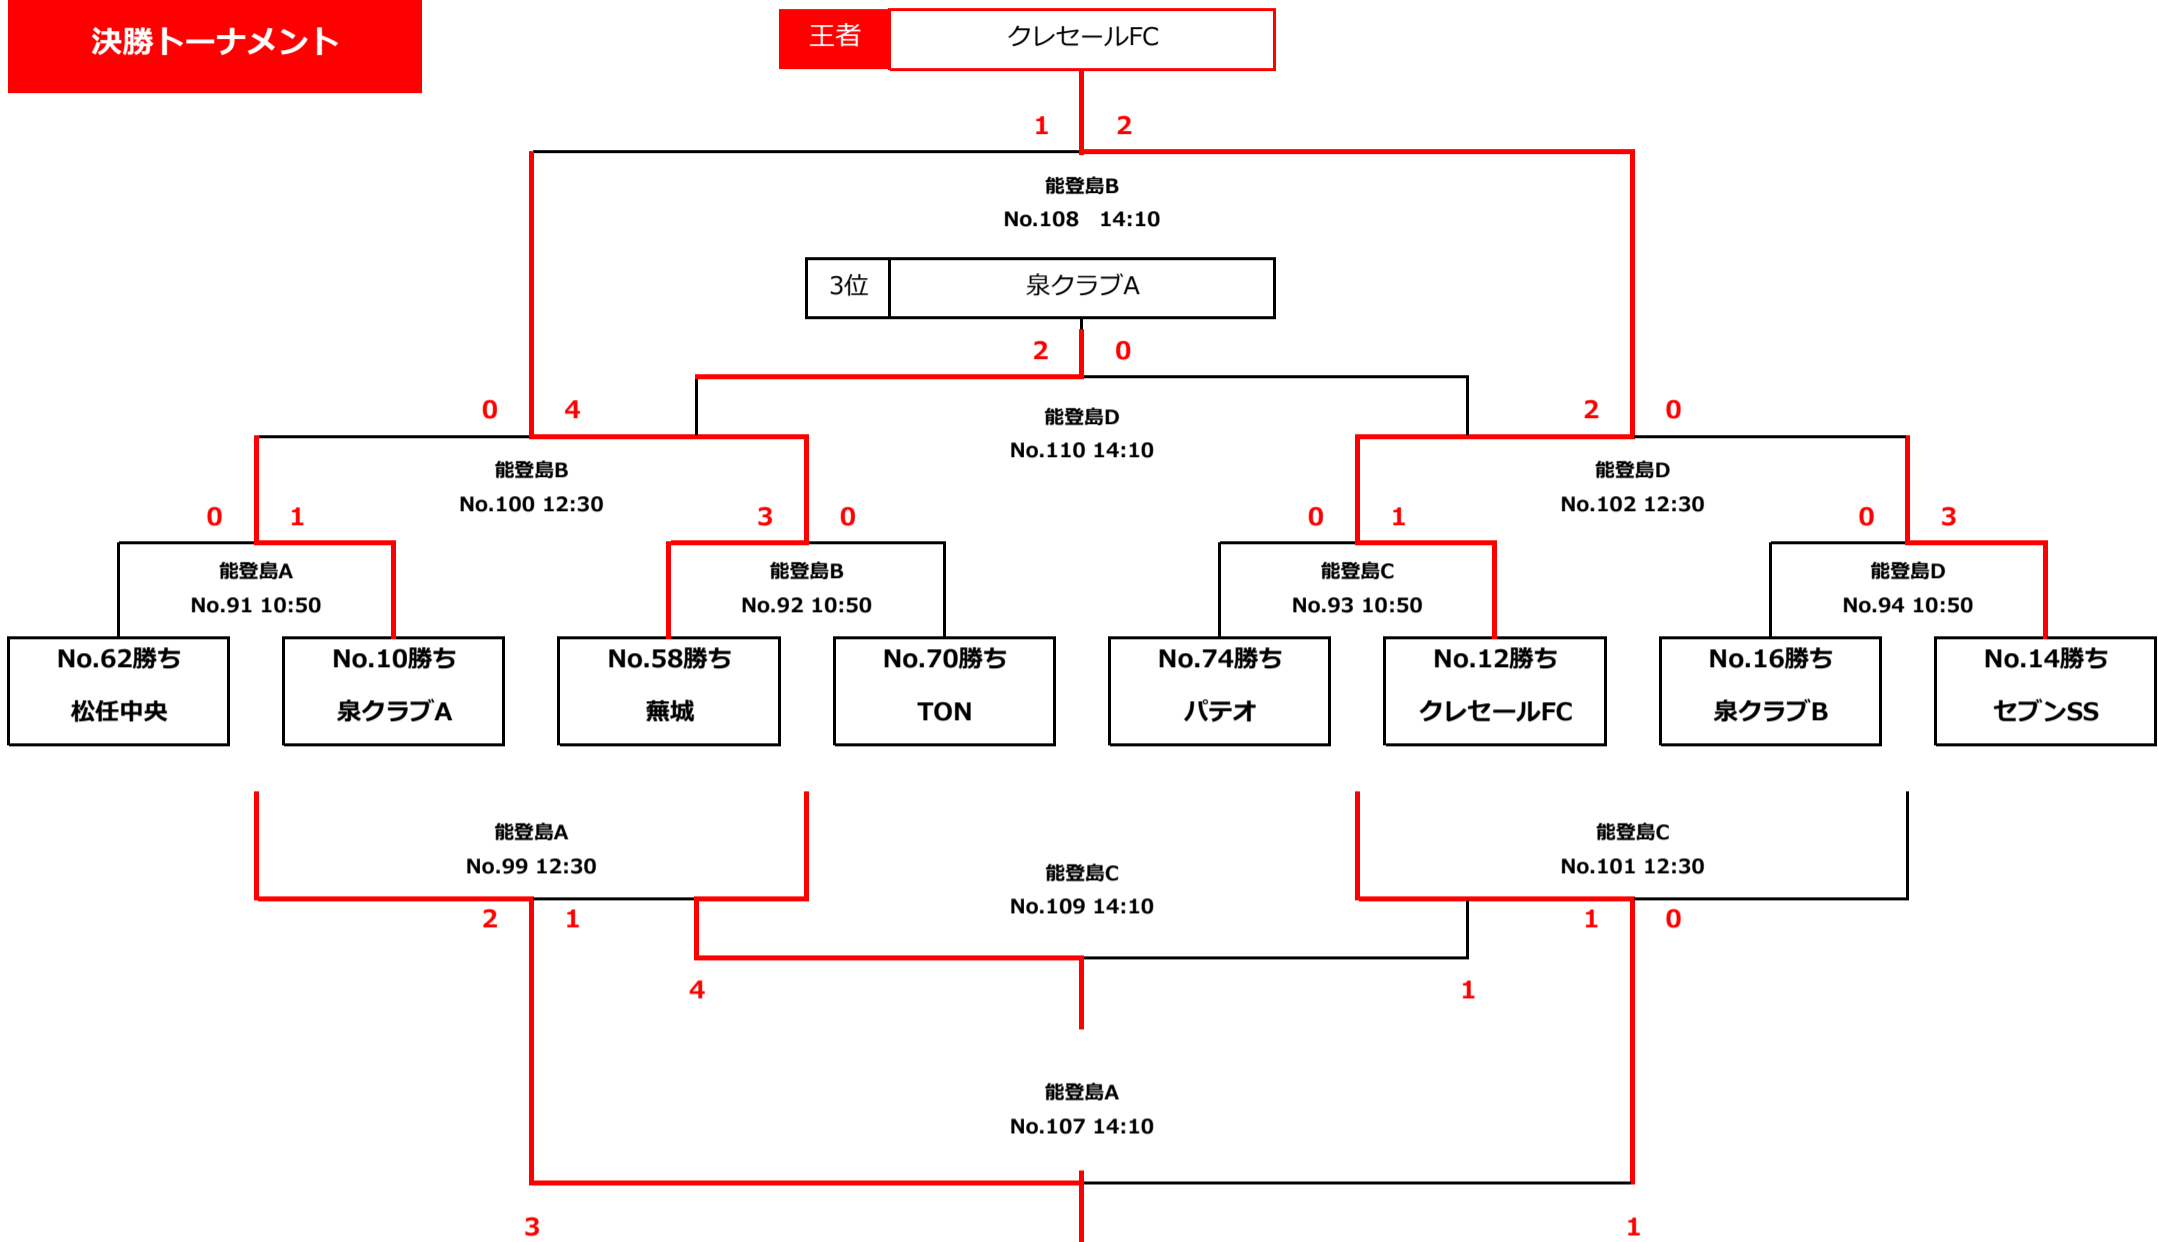 決勝トーナメント
王者 クレセールFC
1 2
能登島B
No.108 14:10
3位 泉クラブA
2 0
0 4 2 0
能登島D
No.110 14:10
能登島B 能登島D
No.100 12:30 No.102 12:30
0 1 3 0 0 1 0 3
能登島A 能登島B 能登島C 能登島D
No.91 10:50 No.92 10:50 No.93 10:50 No.94 10:50
No.62勝ち No.10勝ち No.58勝ち No.70勝ち No.74勝ち No.12勝ち No.16勝ち No.14勝ち
松任中央 泉クラブA 蕪城 TON パテオ クレセールFC 泉クラブB セブンSS
能登島A 能登島C
No.99 12:30 No.101 12:30
能登島C
No.109 14:10
2 1 1 0
4 1
能登島A
No.107 14:10
3 1